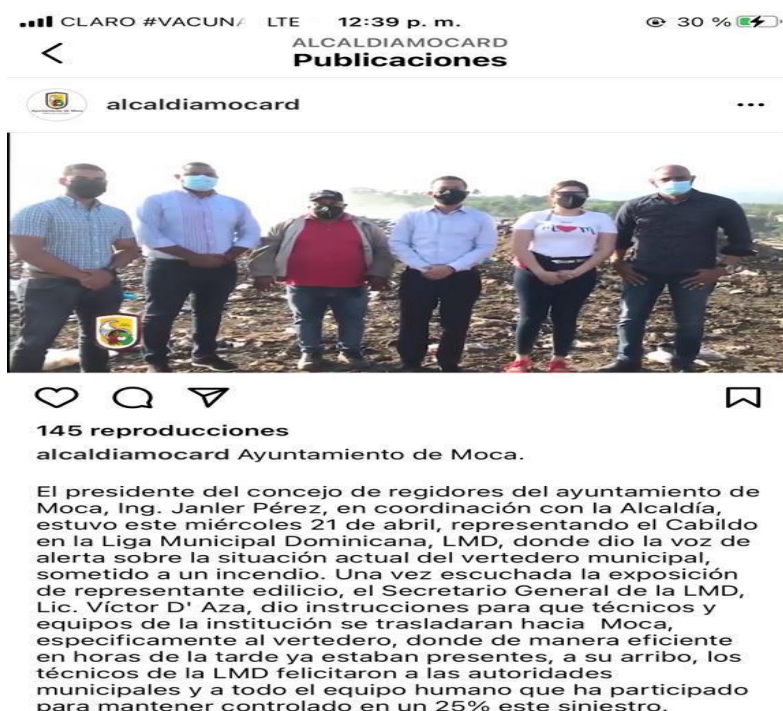 CLARO #VACUNA LTE 12:39 p. m. 30 %
ALCALDIAMOCARD
Publicaciones
alcaldiamocard
145 reproducciones
alcaldiamocard Ayuntamiento de Moca.
El presidente del concejo de regidores del ayuntamiento de
Moca, Ing. Janler Pérez, en coordinación con la Alcaldía,
estuvo este miércoles 21 de abril, representando el Cabildo
en la Liga Municipal Dominicana, LMD, donde dio la voz de
alerta sobre la situación actual del vertedero municipal,
sometido a un incendio. Una vez escuchada la exposición
de representante edilicio, el Secretario General de la LMD,
Lic. Víctor D' Aza, dio instrucciones para que técnicos y
equipos de la institución se trasladaran hacia Moca,
especificamente al vertedero, donde de manera eficiente
en horas de la tarde ya estaban presentes, a su arribo, los
técnicos de la LMD felicitaron a las autoridades
municipales y a todo el equipo humano que ha participado
para mantener controlado en un 25% este siniestro.